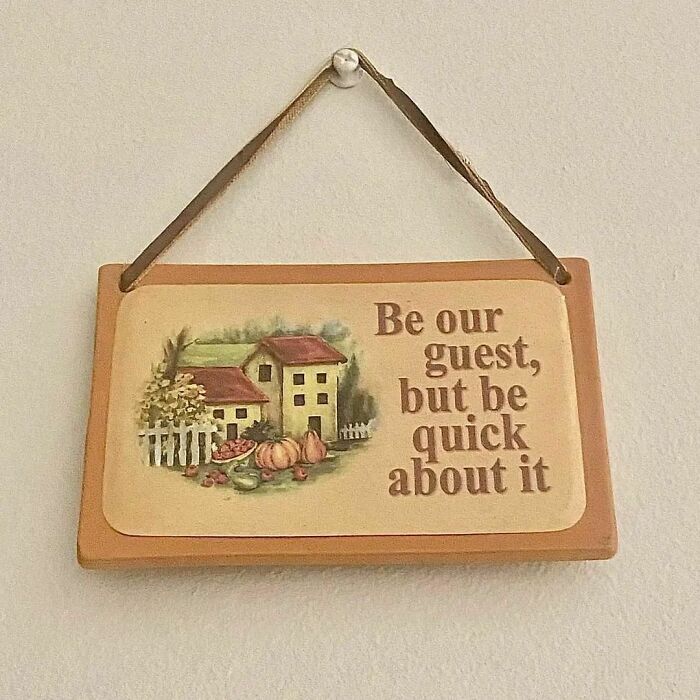 Be our
guest,
but be
quick
about it